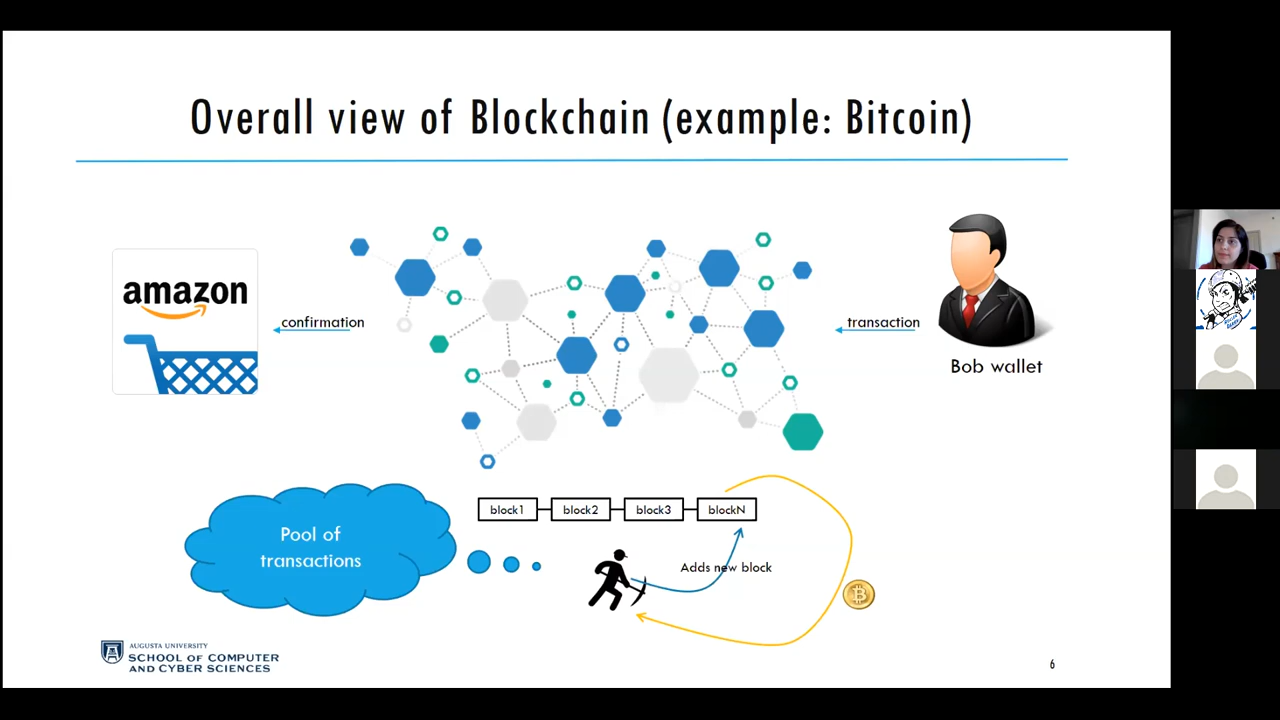 Overall view of Blockchain (example: Bitcoin)
amazon
confirmation
transaction
Bob wallet
Pool of
transactions
block1
block2
block3
blockN
Adds new block
B
AUGUSTA UNIVERSITY
SCHOOL OF COMPUTER
AND CYBER SCIENCES
6